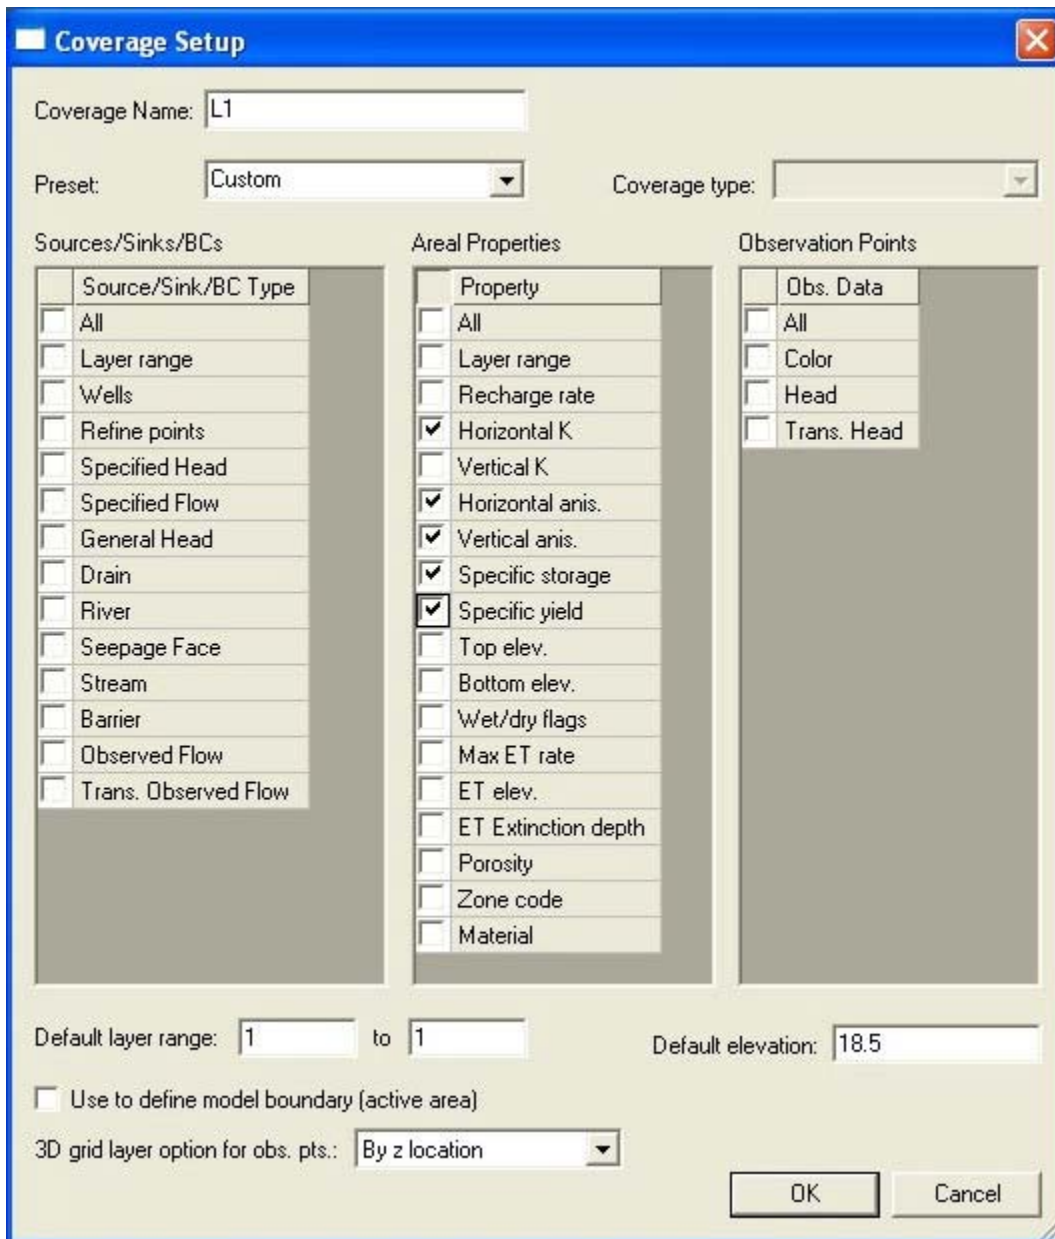 Coverage Setup
Coverage Name: L1
Preset: Custom Coverage type:
Sources/Sinks/BCs
Source/Sink/BC Type
All
Layer range
Wells
Refine points
Specified Head
Specified Flow
General Head
Drain
River
Seepage Face
Stream
Barrier
Observed Flow
Trans. Observed Flow
Areal Properties
Property
All
Layer range
Recharge rate
Horizontal K
Vertical K
Horizontal anis.
Vertical anis.
Specific storage
Specific yield
Top elev.
Bottom elev.
Wet/dry flags
Max ET rate
ET elev.
ET Extinction depth
Porosity
Zone code
Material
Observation Points
Obs. Data
All
Color
Head
Trans. Head
Default layer range: 1 to 1 Default elevation: 18.5
Use to define model boundary (active area)
3D grid layer option for obs. pts.: By z location
OK Cancel